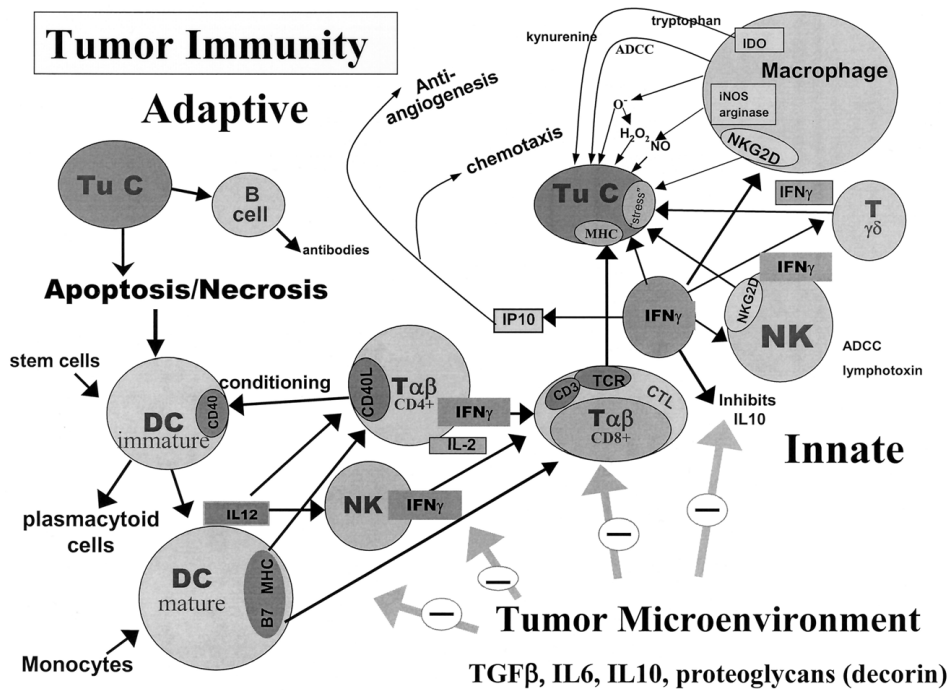 Tumor Immunity
Adaptive
Tu C
B
cell
antibodies
Apoptosis/Necrosis
stem cells
DC
immature
CD40
conditioning
plasmacytoid
cells
IL12
DC
mature
B7 MHC
Monocytes
CD40L
Tαβ
CD4+
IFNγ
IL-2
NK
IFNγ
Anti-
angiogenesis
chemotaxis
IP10
kynurenine
tryptophan
ADCC
IDO
Macrophage
iNOS
arginase
NKG2D
O-
H2O2
NO
Tu C
stress"
MHC
IFNγ
T
γδ
IFNγ
NKG2D
NK
ADCC
lymphotoxin
IFNγ
CD3
TCR
CTL
Tαβ
CD8+
Inhibits
IL10
Innate
Tumor Microenvironment
TGFβ, IL6, IL10, proteoglycans (decorin)